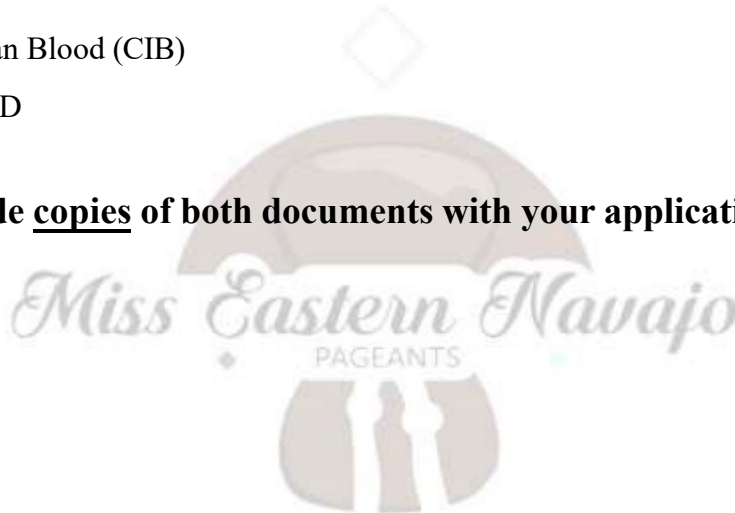 an Blood (CIB)
D
de copies of both documents with your applicati
Miss Eastern Navajo
PAGEANTS